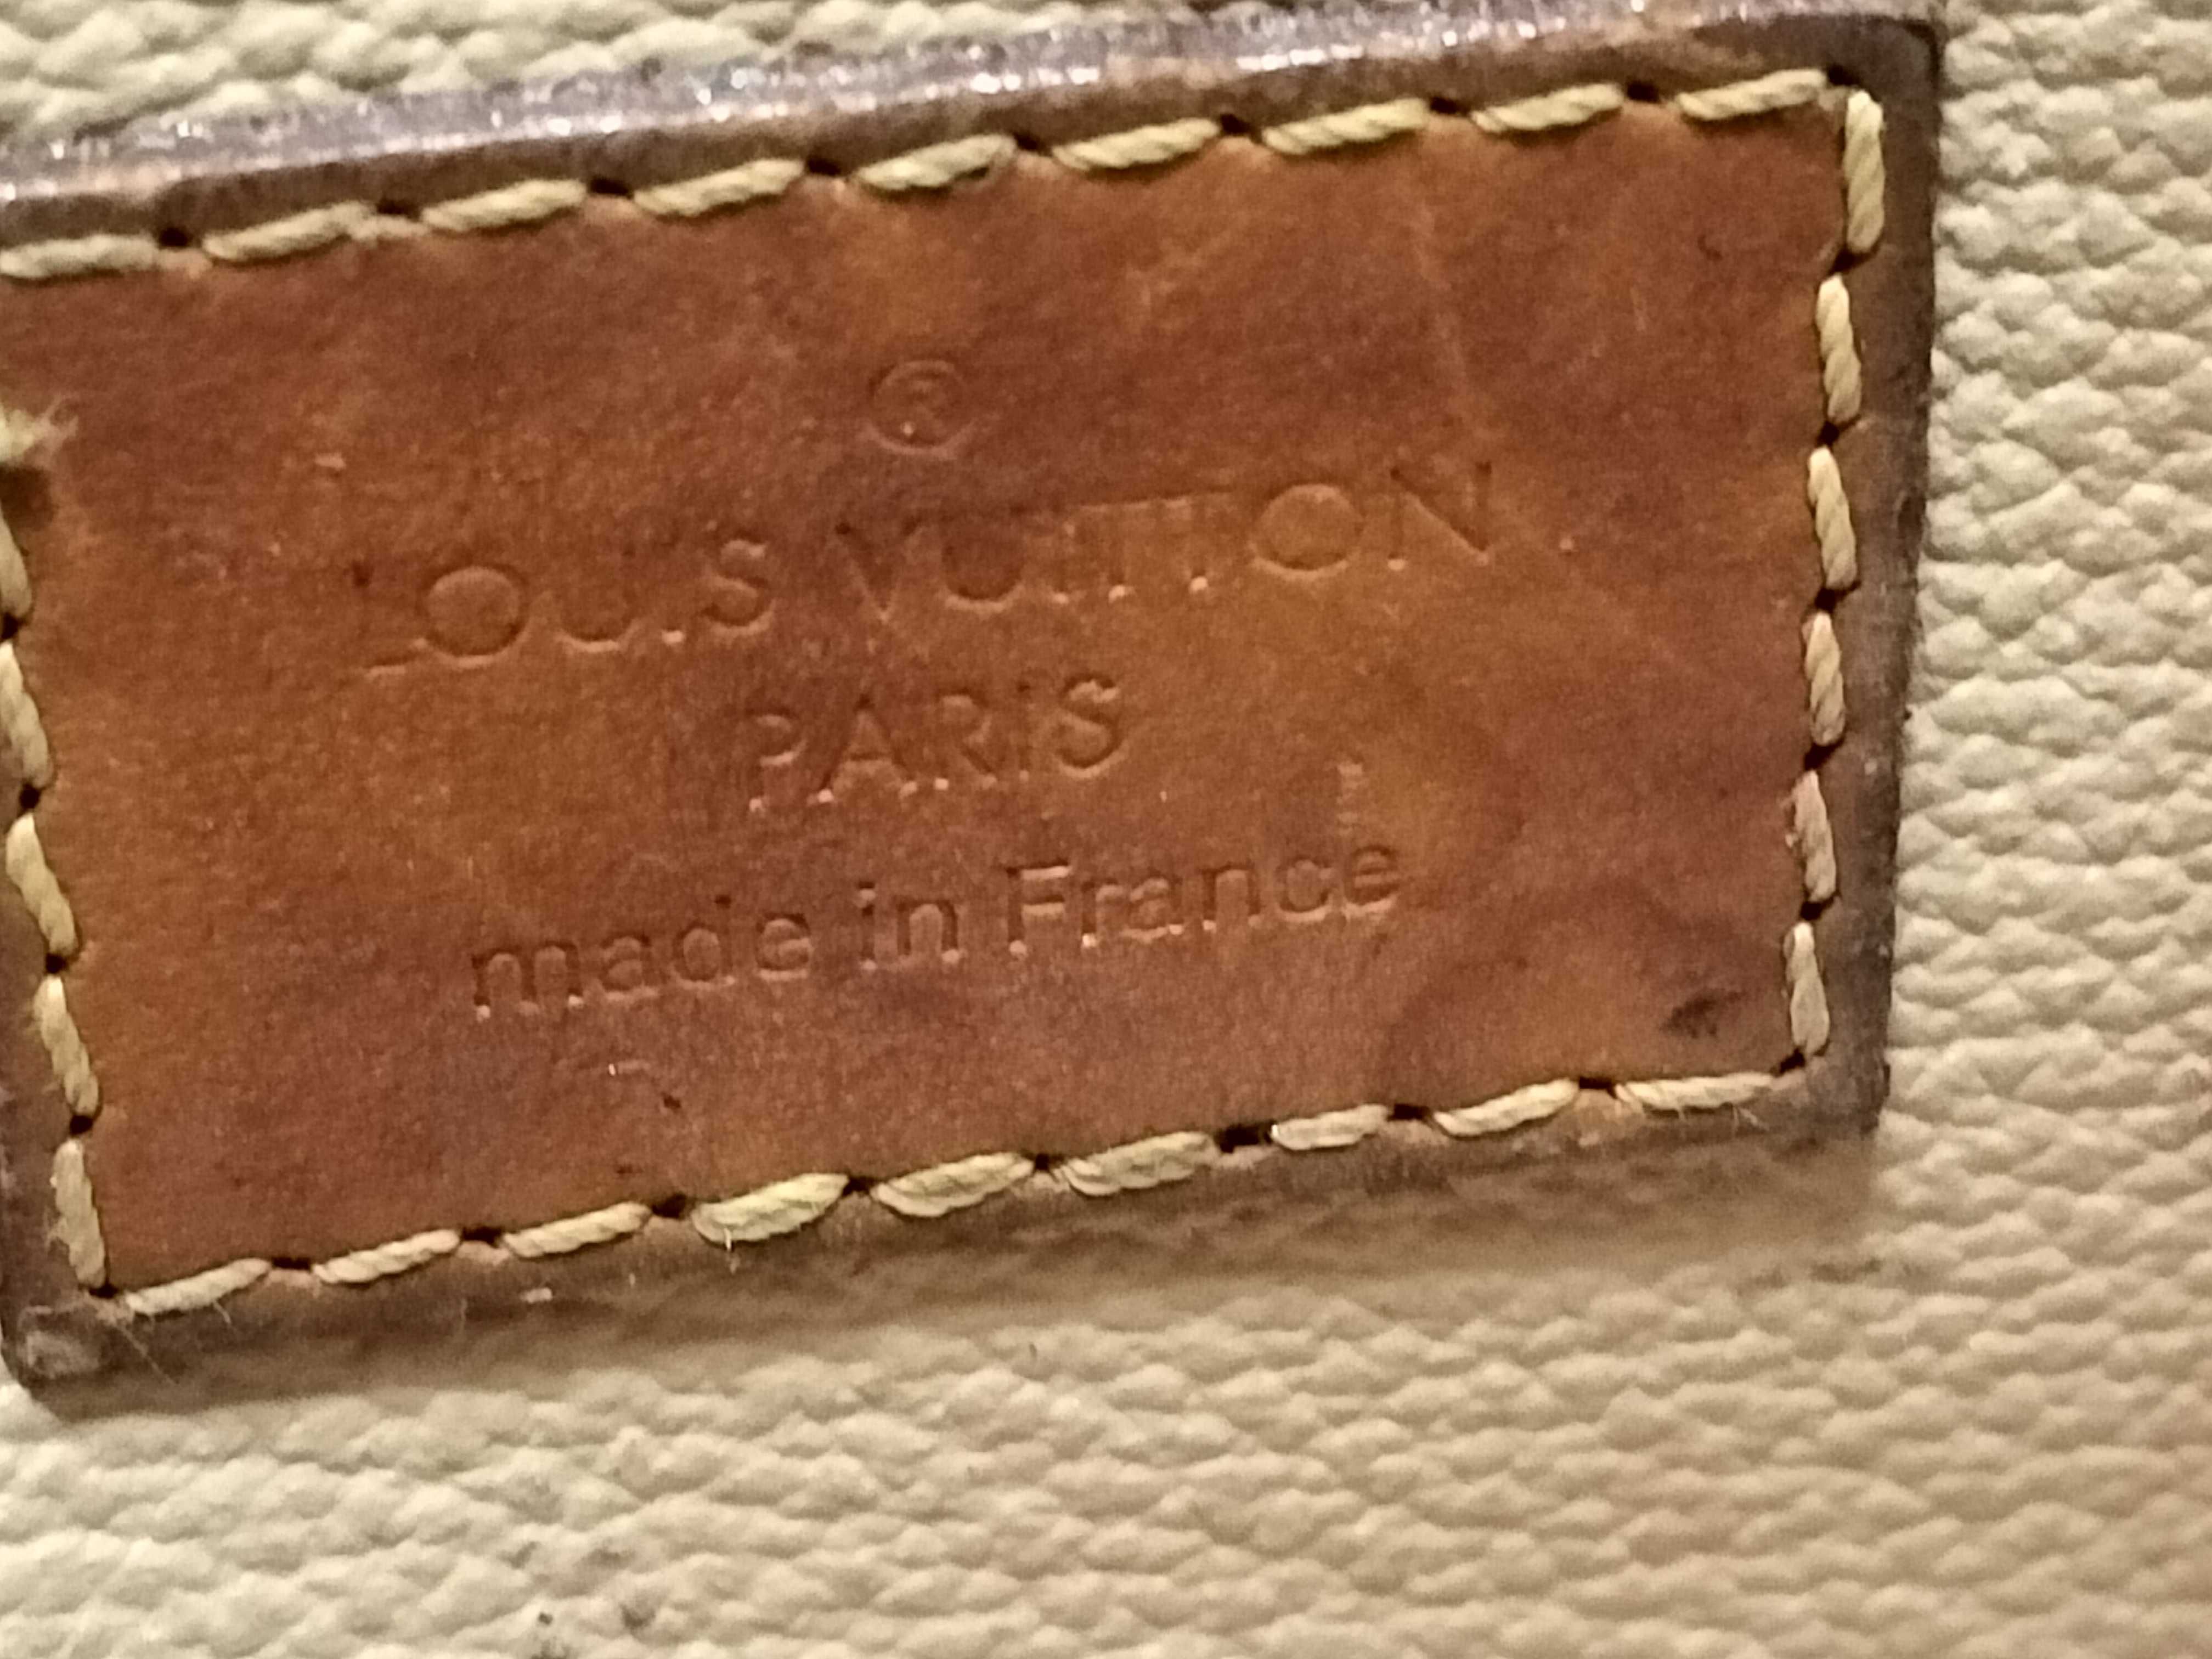 ®
LOUIS VUITTON
PARIS
made in France